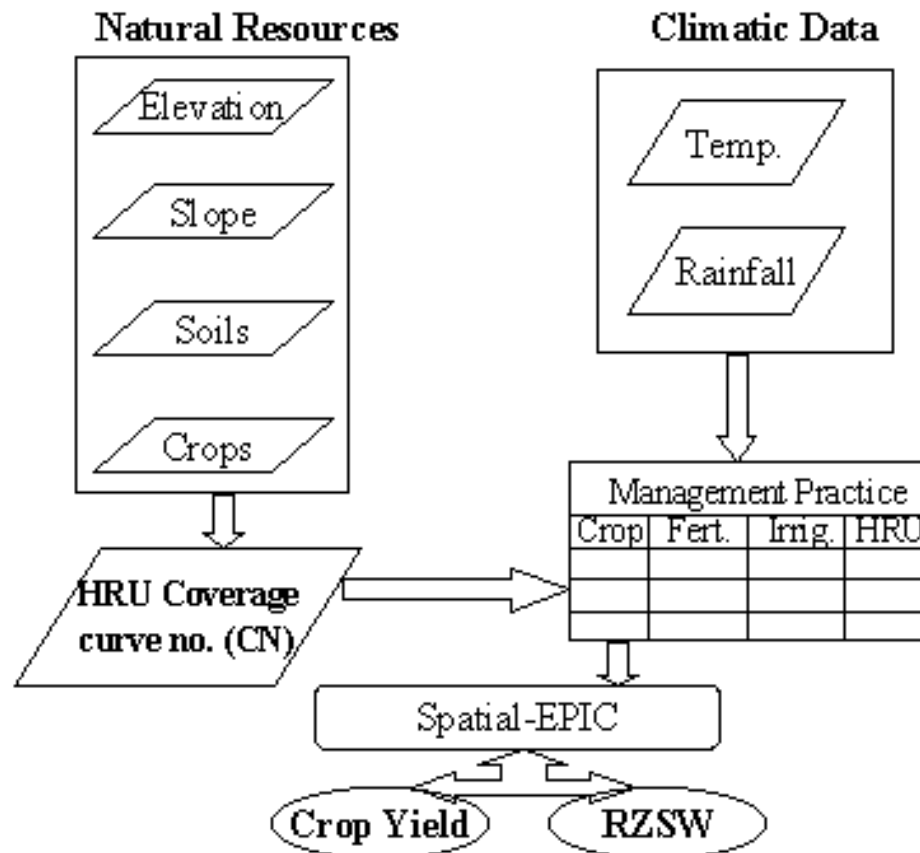 Natural Resources
Elevation
Slope
Soils
Crops
Climatic Data
Temp.
Rainfall
HRU Coverage
curve no. (CN)
Management Practice
Crop Fert. Irrig. HRU
Spatial-EPIC
Crop Yield
RZSW